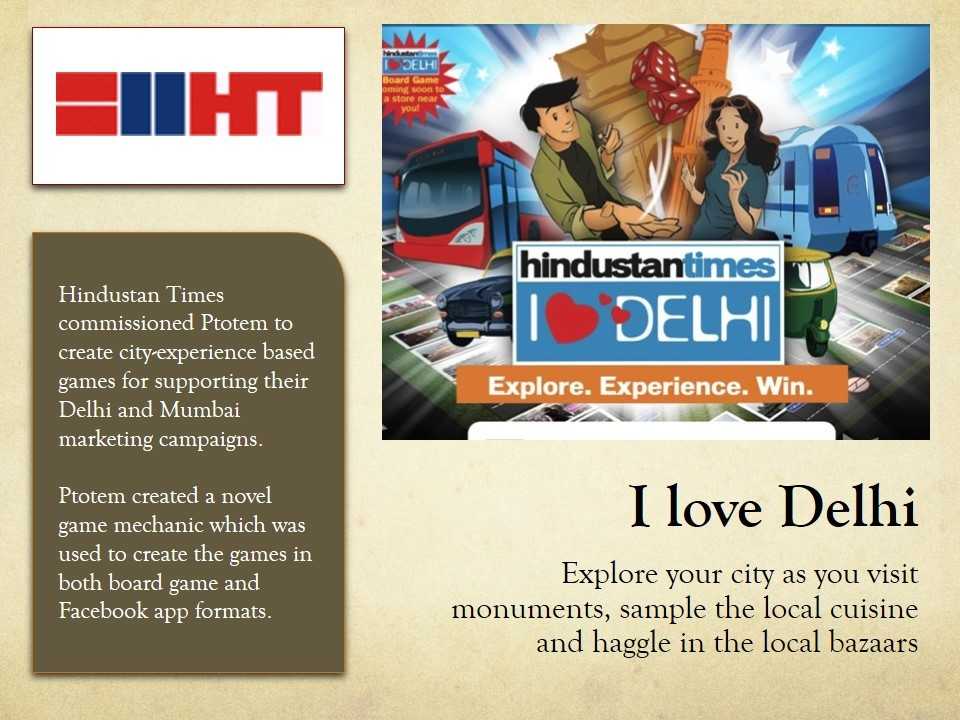 HT
hindustantimes
I DELHI
Board Game
coming soon to
a store near
you!
hindustantimes
I DELHI
Explore. Experience. Win.
Hindustan Times
commissioned Ptotem to
create city-experience based
games for supporting their
Delhi and Mumbai
marketing campaigns.
Ptotem created a novel
game mechanic which was
used to create the games in
both board game and
Facebook app formats.
I love Delhi
Explore your city as you visit
monuments, sample the local cuisine
and haggle in the local bazaars